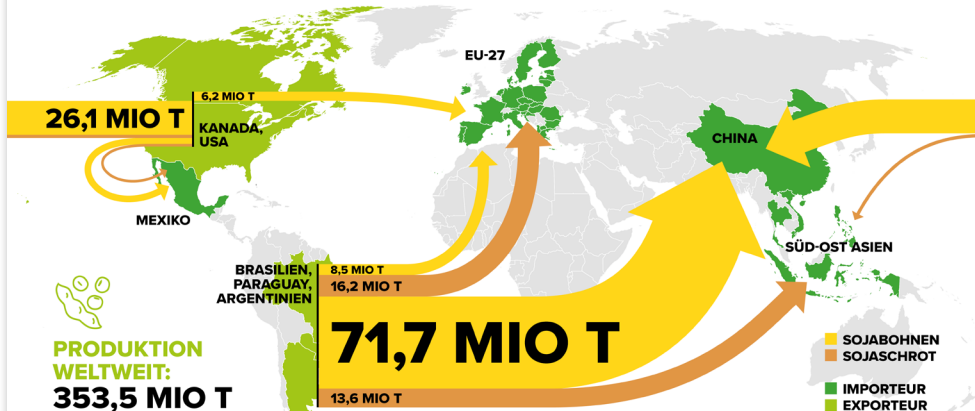 EU-27
6,2 MIO T
26,1 MIO T
KANADA,
USA
CHINA
MEXIKO
SÜD-OST ASIEN
BRASILIEN,
PARAGUAY,
ARGENTINIEN
8,5 MIO T
16,2 MIO T
71,7 MIO T
13,6 MIO T
PRODUKTION
WELTWEIT:
353,5 MIO T
SOJABOHNEN
SOJASCHROT
IMPORTEUR
EXPORTEUR